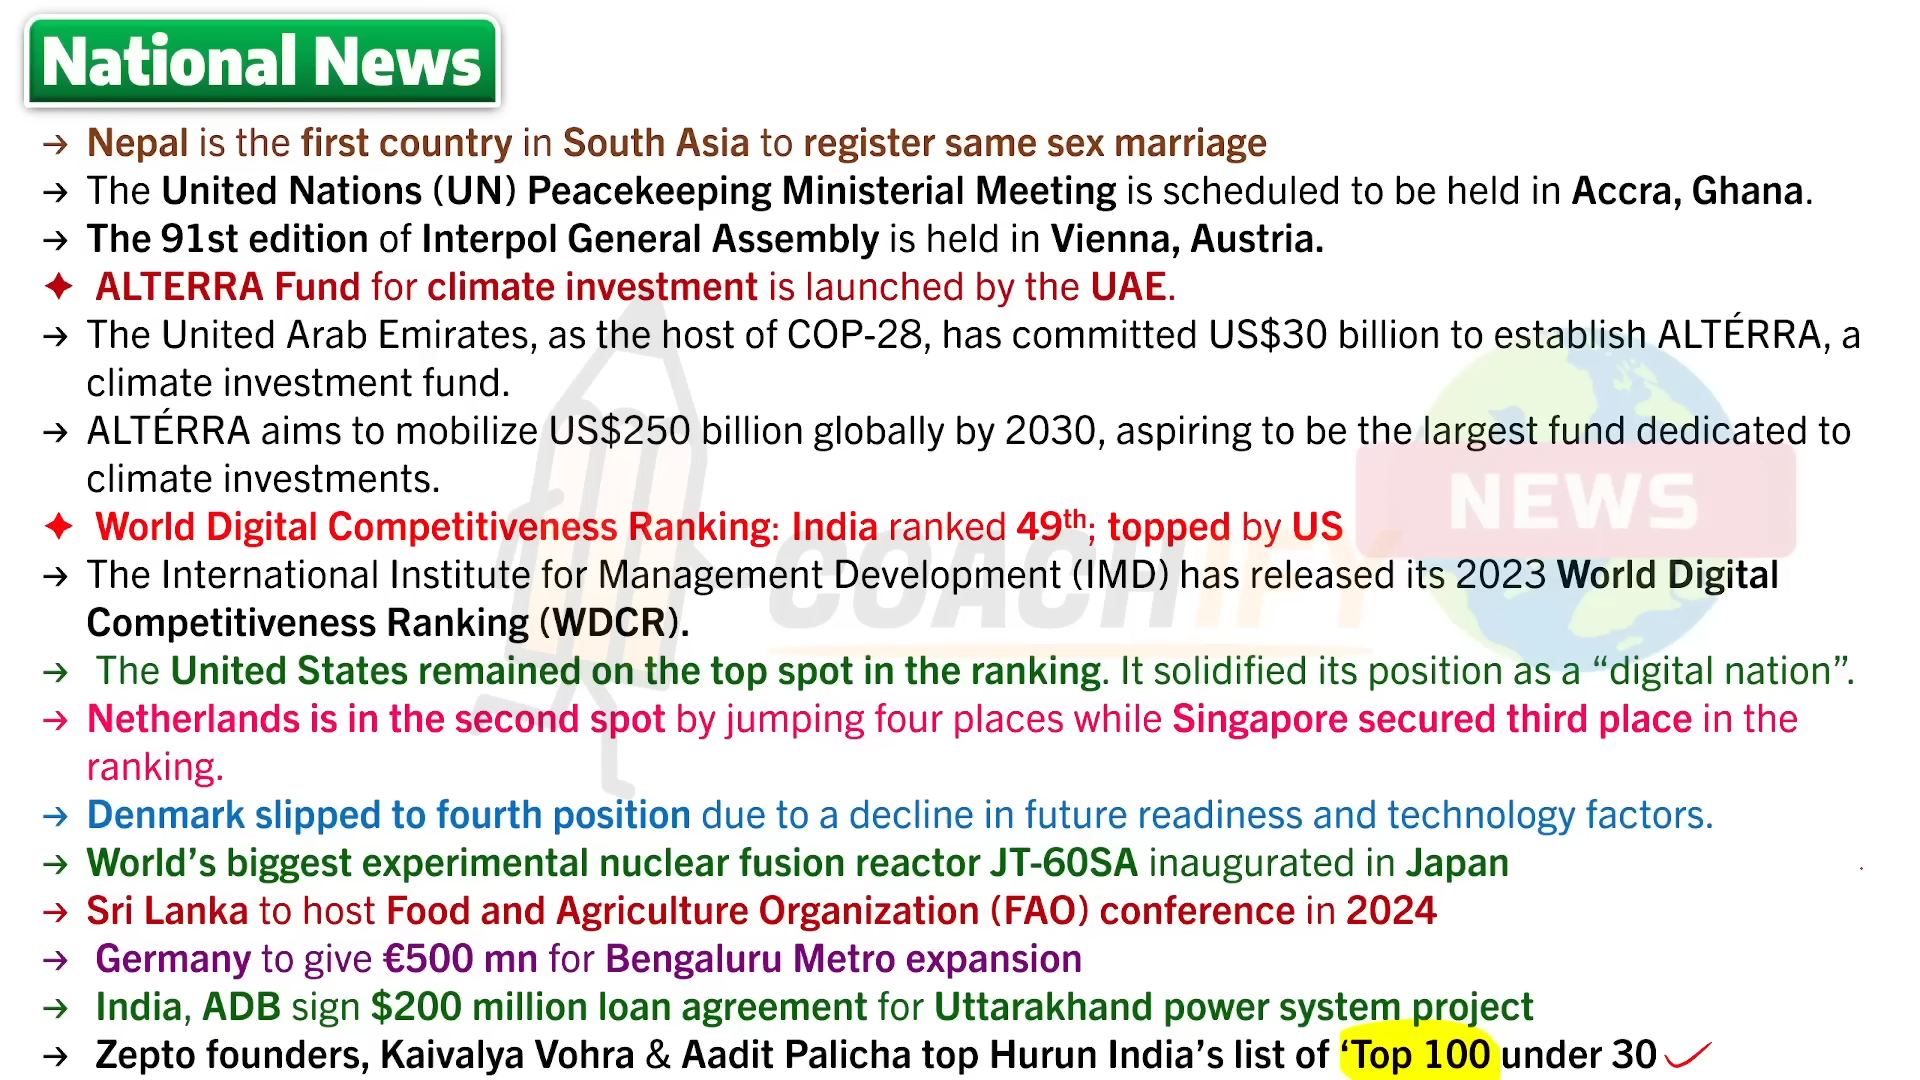 National News
→ Nepal is the first country in South Asia to register same sex marriage
→ The United Nations (UN) Peacekeeping Ministerial Meeting is scheduled to be held in Accra, Ghana.
→ The 91st edition of Interpol General Assembly is held in Vienna, Austria.
✦ ALTERRA Fund for climate investment is launched by the UAE.
→ The United Arab Emirates, as the host of COP-28, has committed US$30 billion to establish ALTÉRRA, a
climate investment fund.
→ ALTÉRRA aims to mobilize US$250 billion globally by 2030, aspiring to be the largest fund dedicated to
climate investments.
NEWS
✦ World Digital Competitiveness Ranking: India ranked 49th; topped by US
→ The International Institute for Management Development (IMD) has released its 2023 World Digital
COACHIFY
Competitiveness Ranking (WDCR).
→ The United States remained on the top spot in the ranking. It solidified its position as a “digital nation”.
→ Netherlands is in the second spot by jumping four places while Singapore secured third place in the
ranking.
→ Denmark slipped to fourth position due to a decline in future readiness and technology factors.
→ World’s biggest experimental nuclear fusion reactor JT-60SA inaugurated in Japan
→ Sri Lanka to host Food and Agriculture Organization (FAO) conference in 2024
→ Germany to give €500 mn for Bengaluru Metro expansion
→ India, ADB sign $200 million loan agreement for Uttarakhand power system project
→ Zepto founders, Kaivalya Vohra & Aadit Palicha top Hurun India’s list of ‘Top 100 under 30